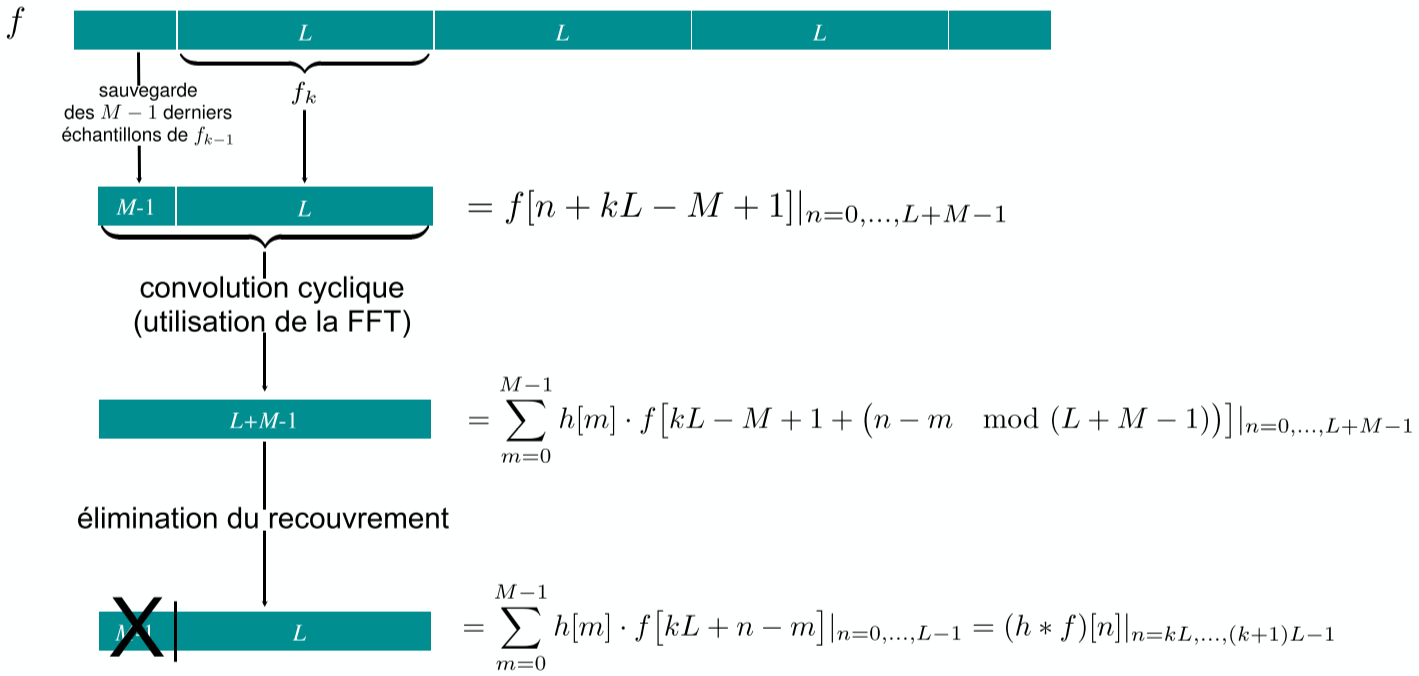 f
L L L
sauvegarde
des M − 1 derniers
échantillons de f_{k−1}
f_k
M-1 L
= f[n + kL − M + 1]|_{n=0,...,L+M−1}
convolution cyclique
(utilisation de la FFT)
L+M-1
= \sum_{m=0}^{M−1} h[m] · f[kL − M + 1 + (n − m mod (L + M − 1))]|_{n=0,...,L+M−1}
élimination du recouvrement
L
= \sum_{m=0}^{M−1} h[m] · f[kL + n − m]|_{n=0,...,L−1} = (h ∗ f)[n]|_{n=kL,...,(k+1)L−1}